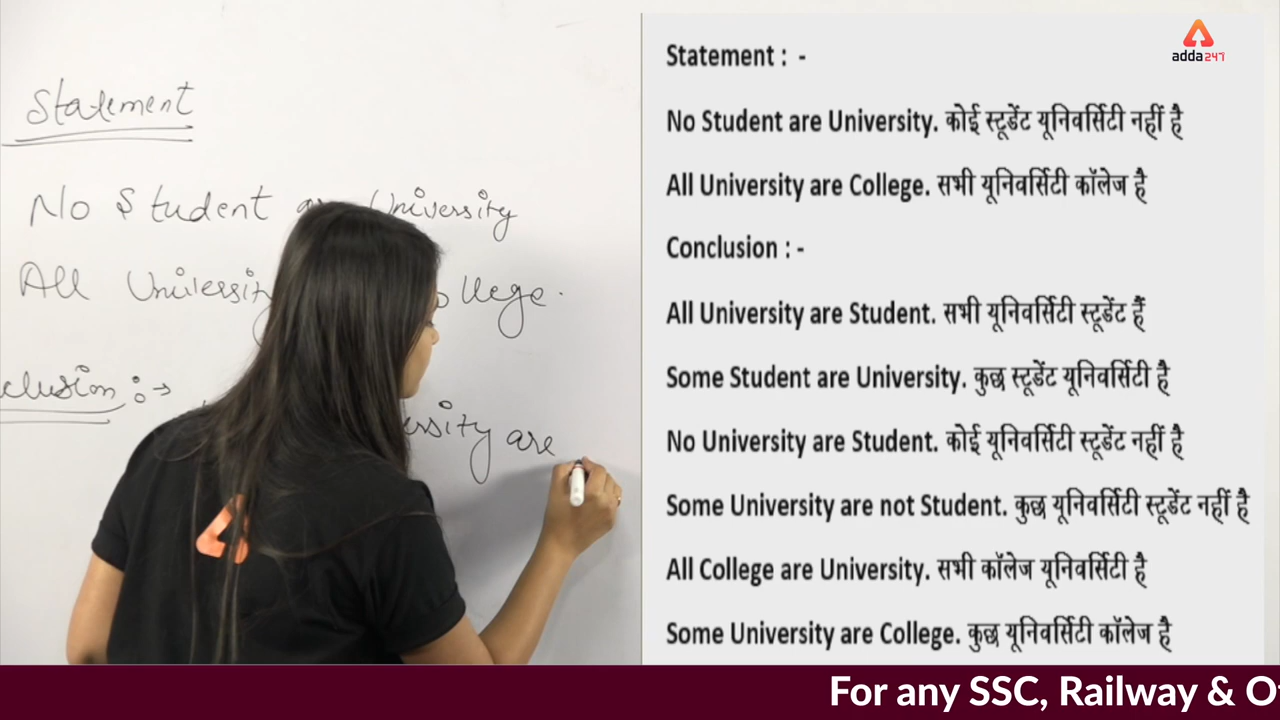 Statement
No Student University
All University ollege.
clusion :→
ersity are
adda247
Statement : -
No Student are University. कोई स्टूडेंट यूनिवर्सिटी नहीं है
All University are College. सभी यूनिवर्सिटी कॉलेज है
Conclusion : -
All University are Student. सभी यूनिवर्सिटी स्टूडेंट हैं
Some Student are University. कुछ स्टूडेंट यूनिवर्सिटी है
No University are Student. कोई यूनिवर्सिटी स्टूडेंट नहीं है
Some University are not Student. कुछ यूनिवर्सिटी स्टूडेंट नहीं है
All College are University. सभी कॉलेज यूनिवर्सिटी है
Some University are College. कुछ यूनिवर्सिटी कॉलेज है
For any SSC, Railway & O